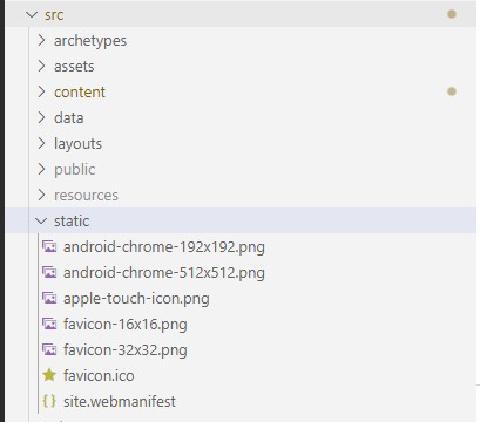 src
archetypes
assets
content
data
layouts
public
resources
static
android-chrome-192x192.png
android-chrome-512x512.png
apple-touch-icon.png
favicon-16x16.png
favicon-32x32.png
favicon.ico
site.webmanifest